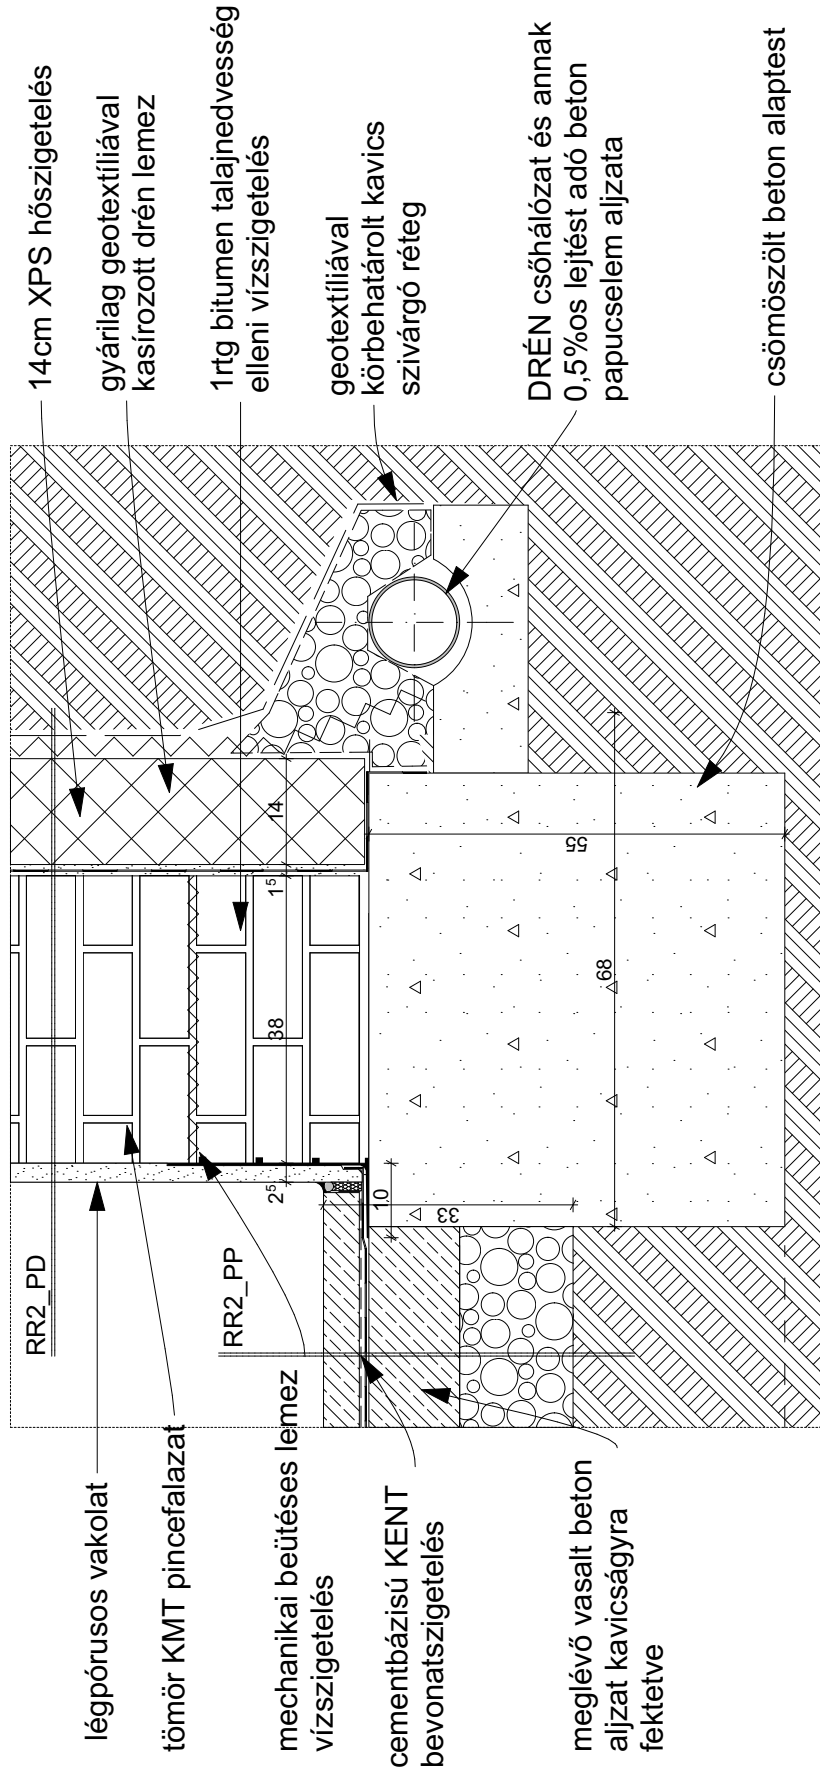 légpórusos vakolat
tömör KMT pincefalazat
mechanikai beütéses lemez
vízszigetelés
cementbázisú KENT
bevonatszigetelés
meglévő vasalt beton
aljzat kavicságyra
fektetve
RR2_PD
RR2_PP
2⁵
38
1⁵
14
10
33
55
68
14cm XPS hőszigetelés
gyárilag geotextíliával
kasírozott drén lemez
1rtg bitumen talajnedvesség
elleni vízszigetelés
geotextíliával
körbehatárolt kavics
szivárgó réteg
DRÉN csőhálózat és annak
0,5%os lejtést adó beton
papucselem aljzata
csömöszölt beton alaptest